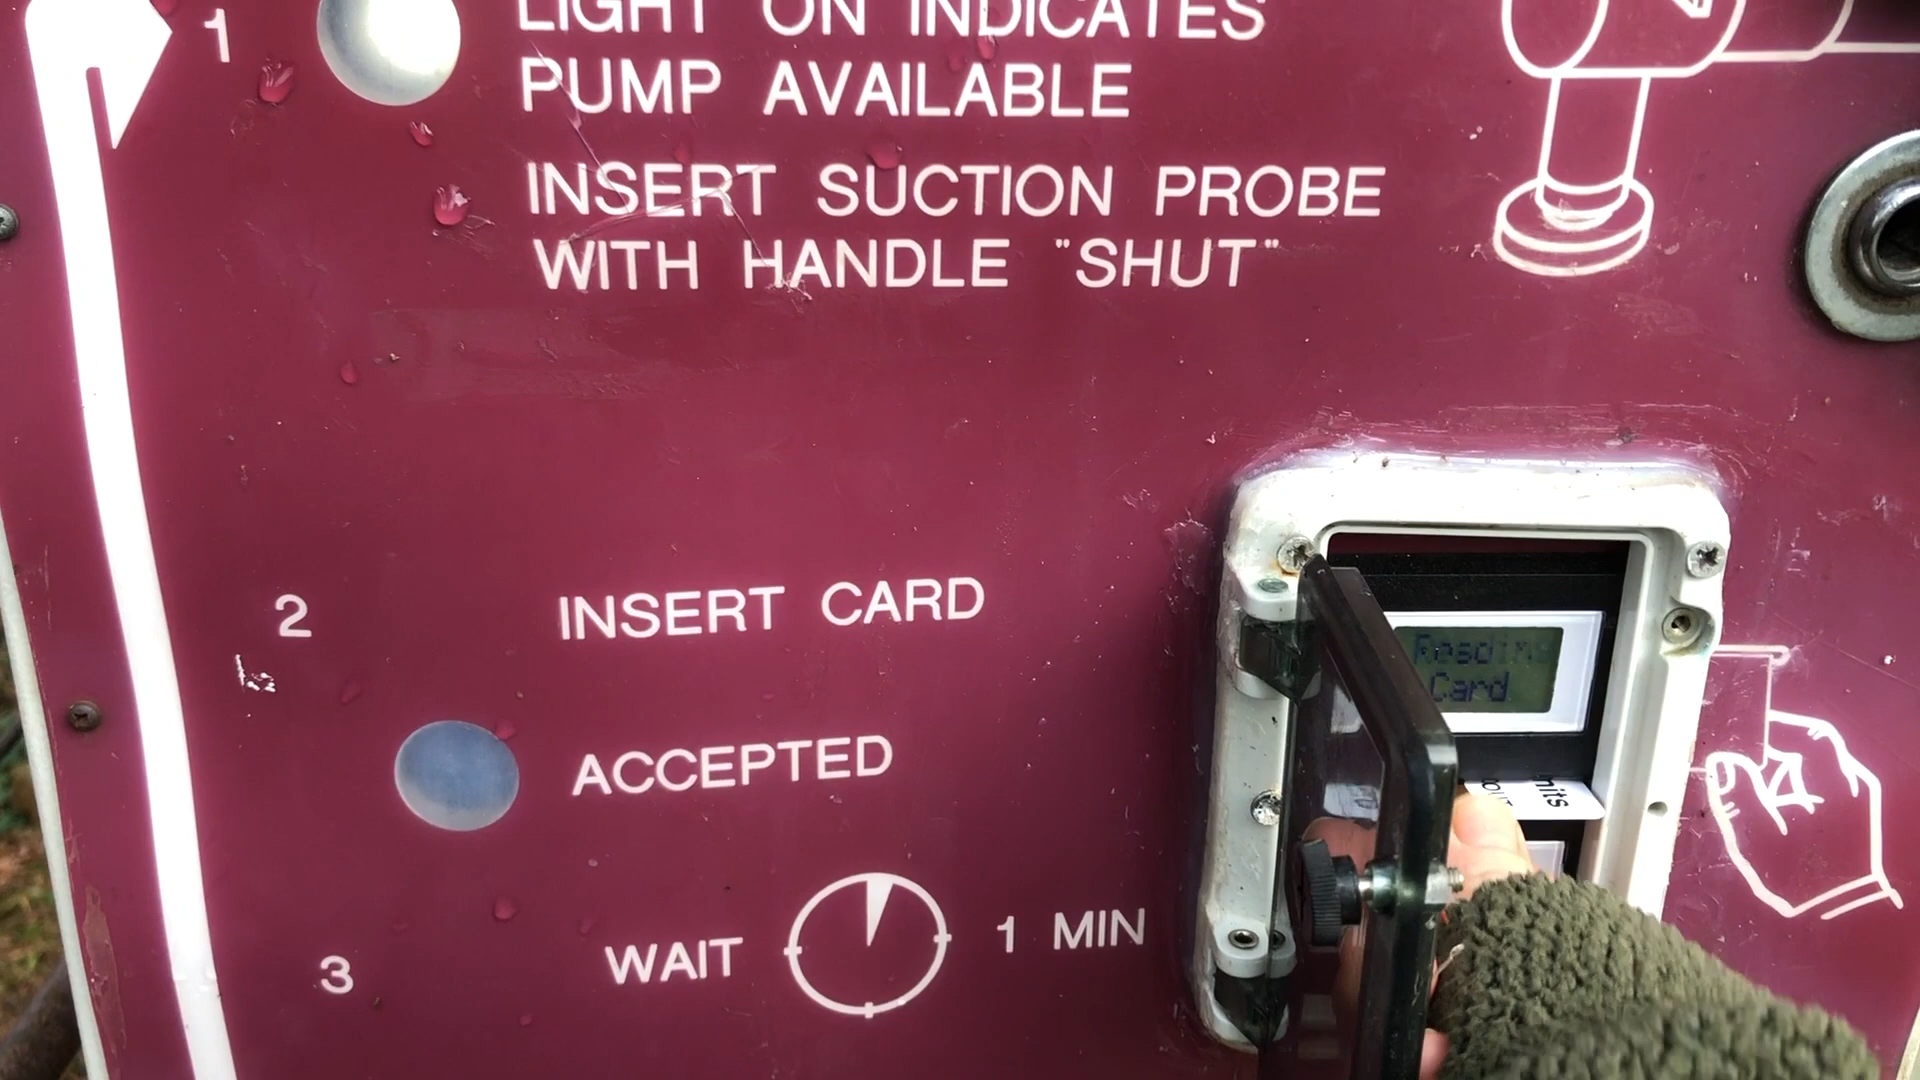 1
LIGHT ON INDICATES
PUMP AVAILABLE
INSERT SUCTION PROBE
WITH HANDLE "SHUT"
2 INSERT CARD
Reading
Card
ACCEPTED
3 WAIT 1 MIN